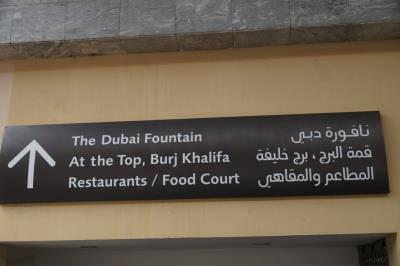 The Dubai Fountain
At the Top, Burj Khalifa
Restaurants / Food Court
نافورة دبي
قمة البرج ، برج خليفة
المطاعم والمقاهي